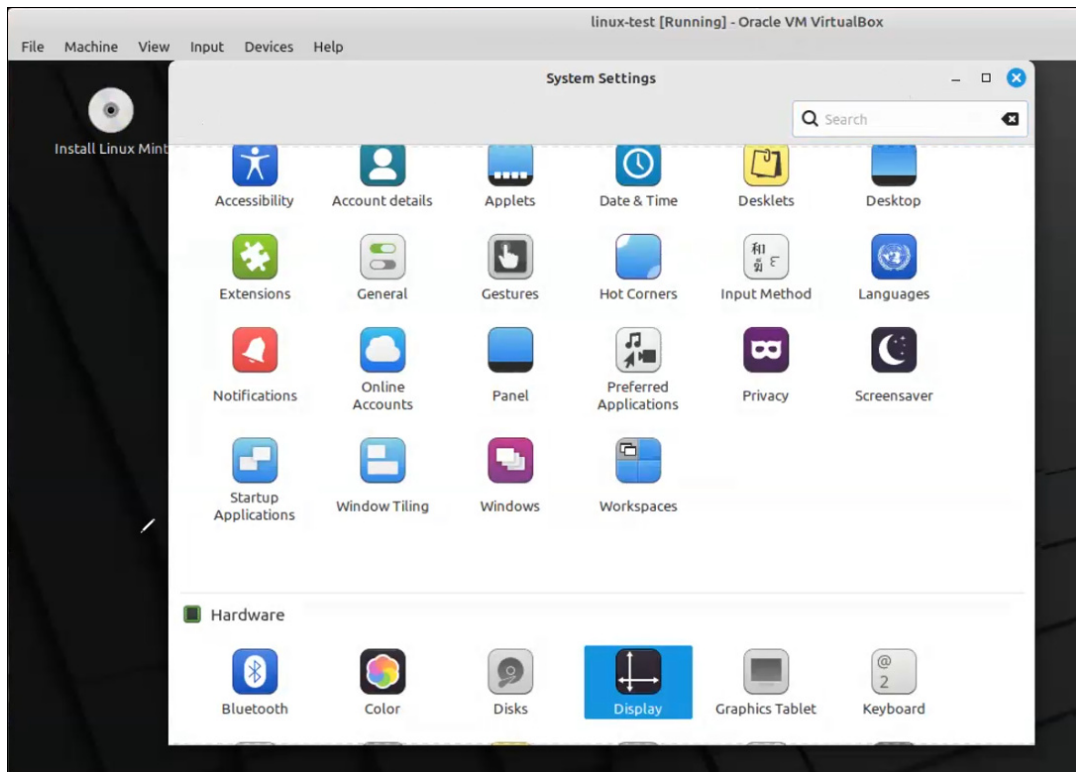 linux-test [Running] - Oracle VM VirtualBox
File Machine View Input Devices Help
System Settings
Search
Install Linux Mint
Accessibility Account details Applets Date & Time Desklets Desktop
Extensions General Gestures Hot Corners Input Method Languages
Notifications Online Accounts Panel Preferred Applications Privacy Screensaver
Startup Applications Window Tiling Windows Workspaces
Hardware
@
2
Bluetooth Color Disks Display Graphics Tablet Keyboard